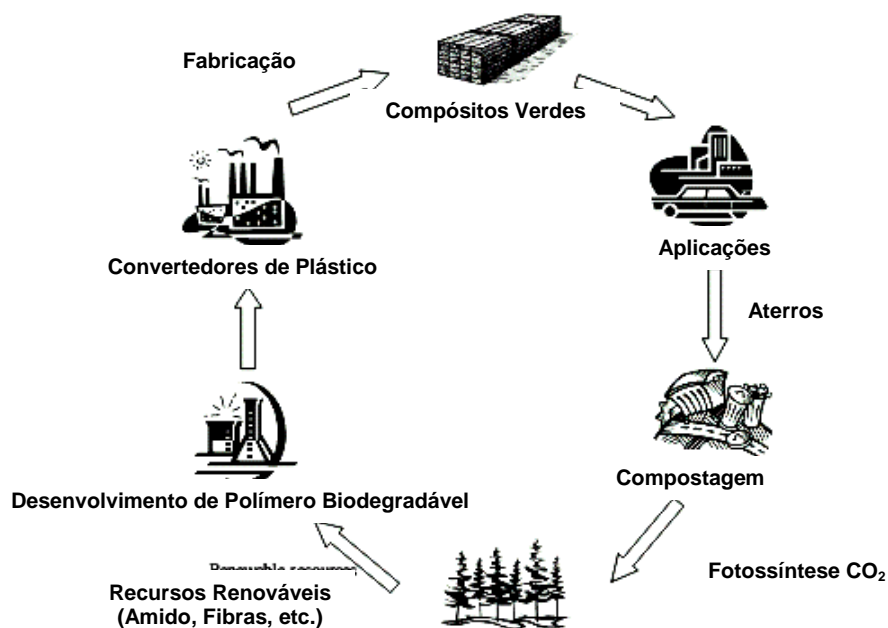 Fabricação
Compósitos Verdes
Aplicações
Convertedores de Plástico
Aterros
Compostagem
Desenvolvimento de Polímero Biodegradável
Fotossíntese CO₂
Recursos Renováveis
(Amido, Fibras, etc.)